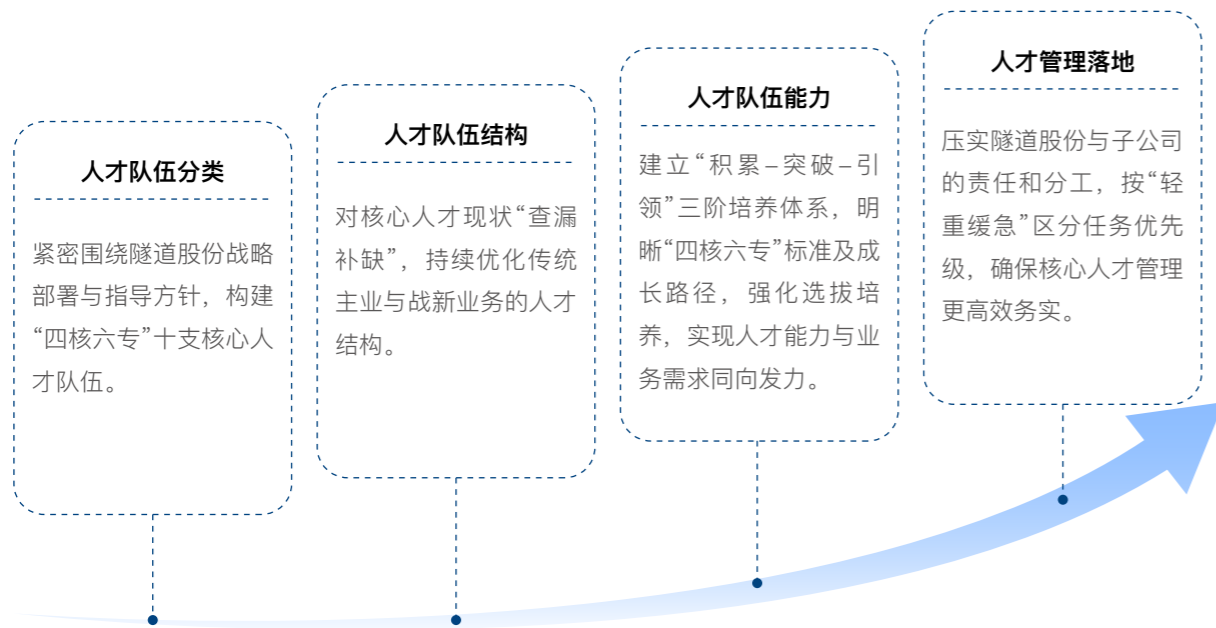 人才队伍分类
紧密围绕隧道股份战略
部署与指导方针，构建
“四核六专”十支核心人
才队伍。
人才队伍结构
对核心人才现状“查漏
补缺”，持续优化传统
主业与战新业务的人才
结构。
人才队伍能力
建立“积累–突破–引
领”三阶培养体系，明
晰“四核六专”标准及成
长路径，强化选拔培
养，实现人才能力与业
务需求同向发力。
人才管理落地
压实隧道股份与子公司
的责任和分工，按“轻
重缓急”区分任务优先
级，确保核心人才管理
更高效务实。